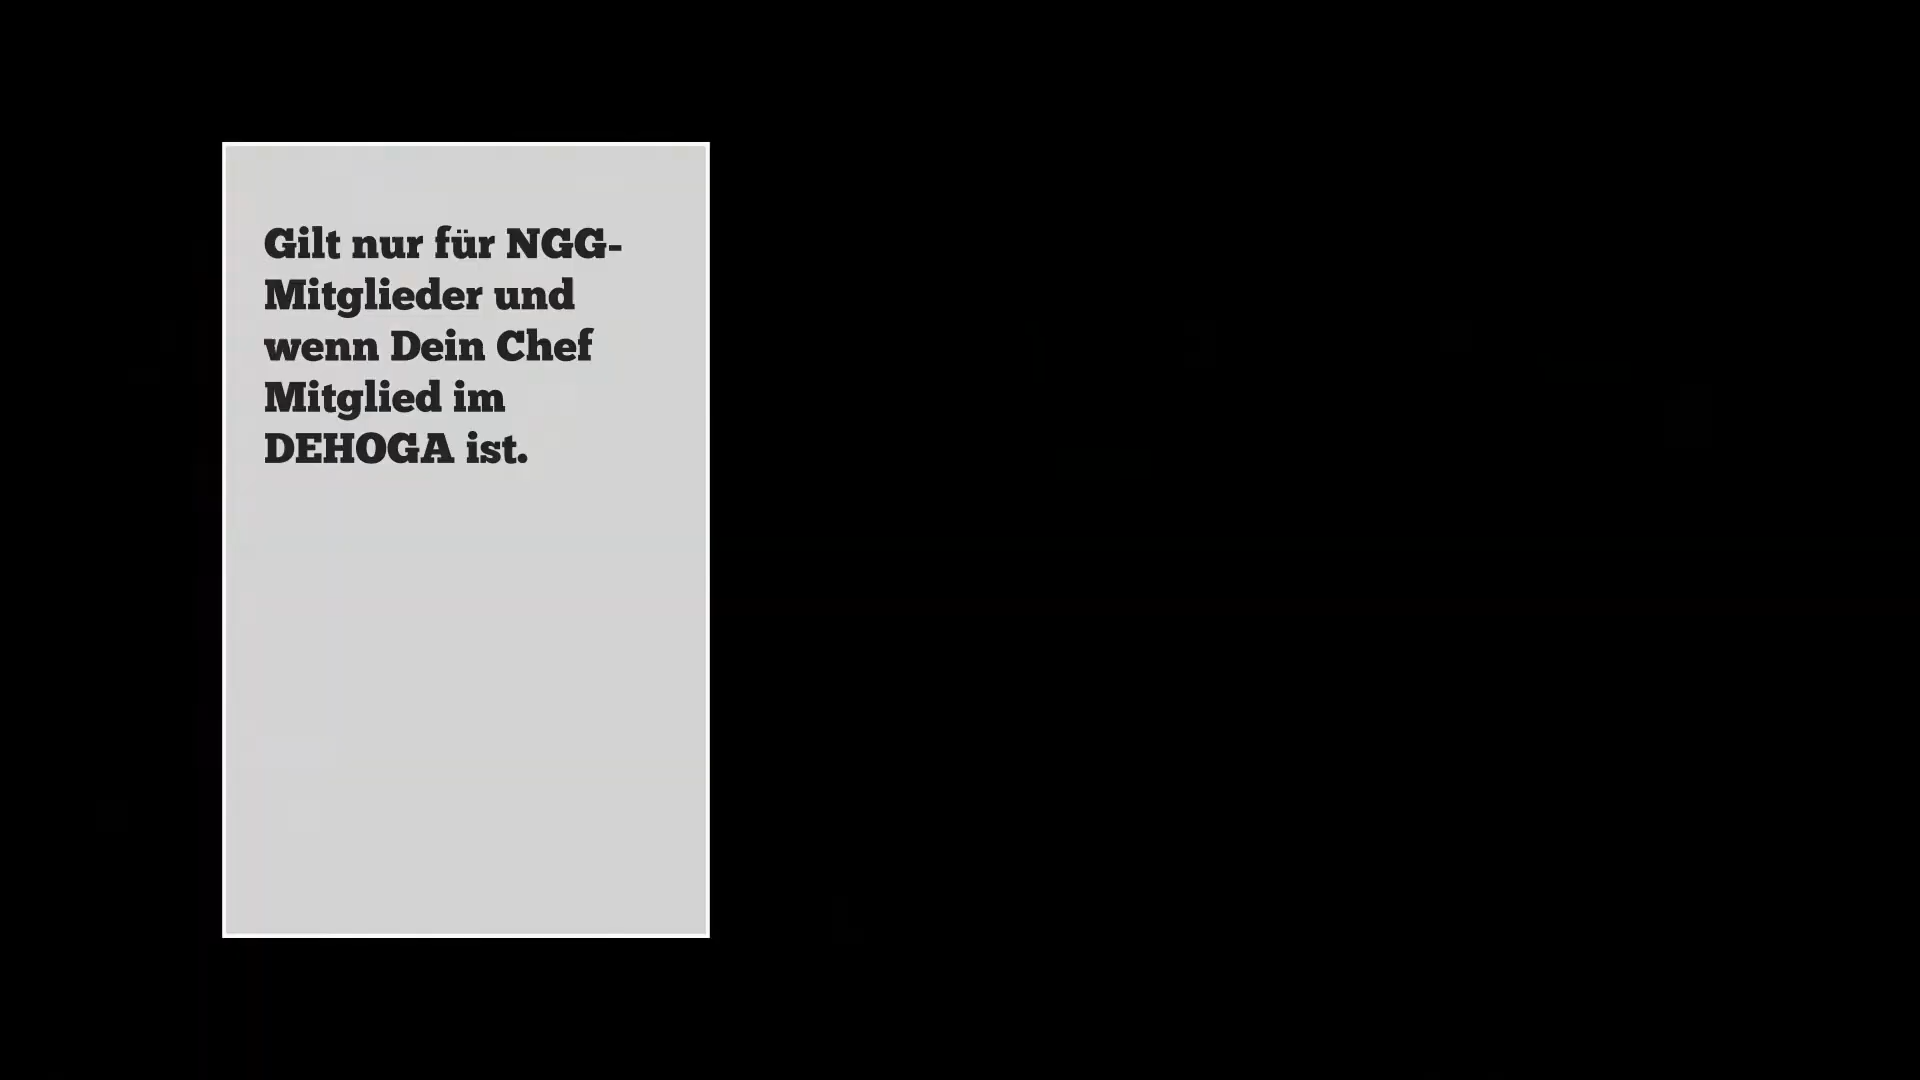 Gilt nur für NGG-
Mitglieder und
wenn Dein Chef
Mitglied im
DEHOGA ist.